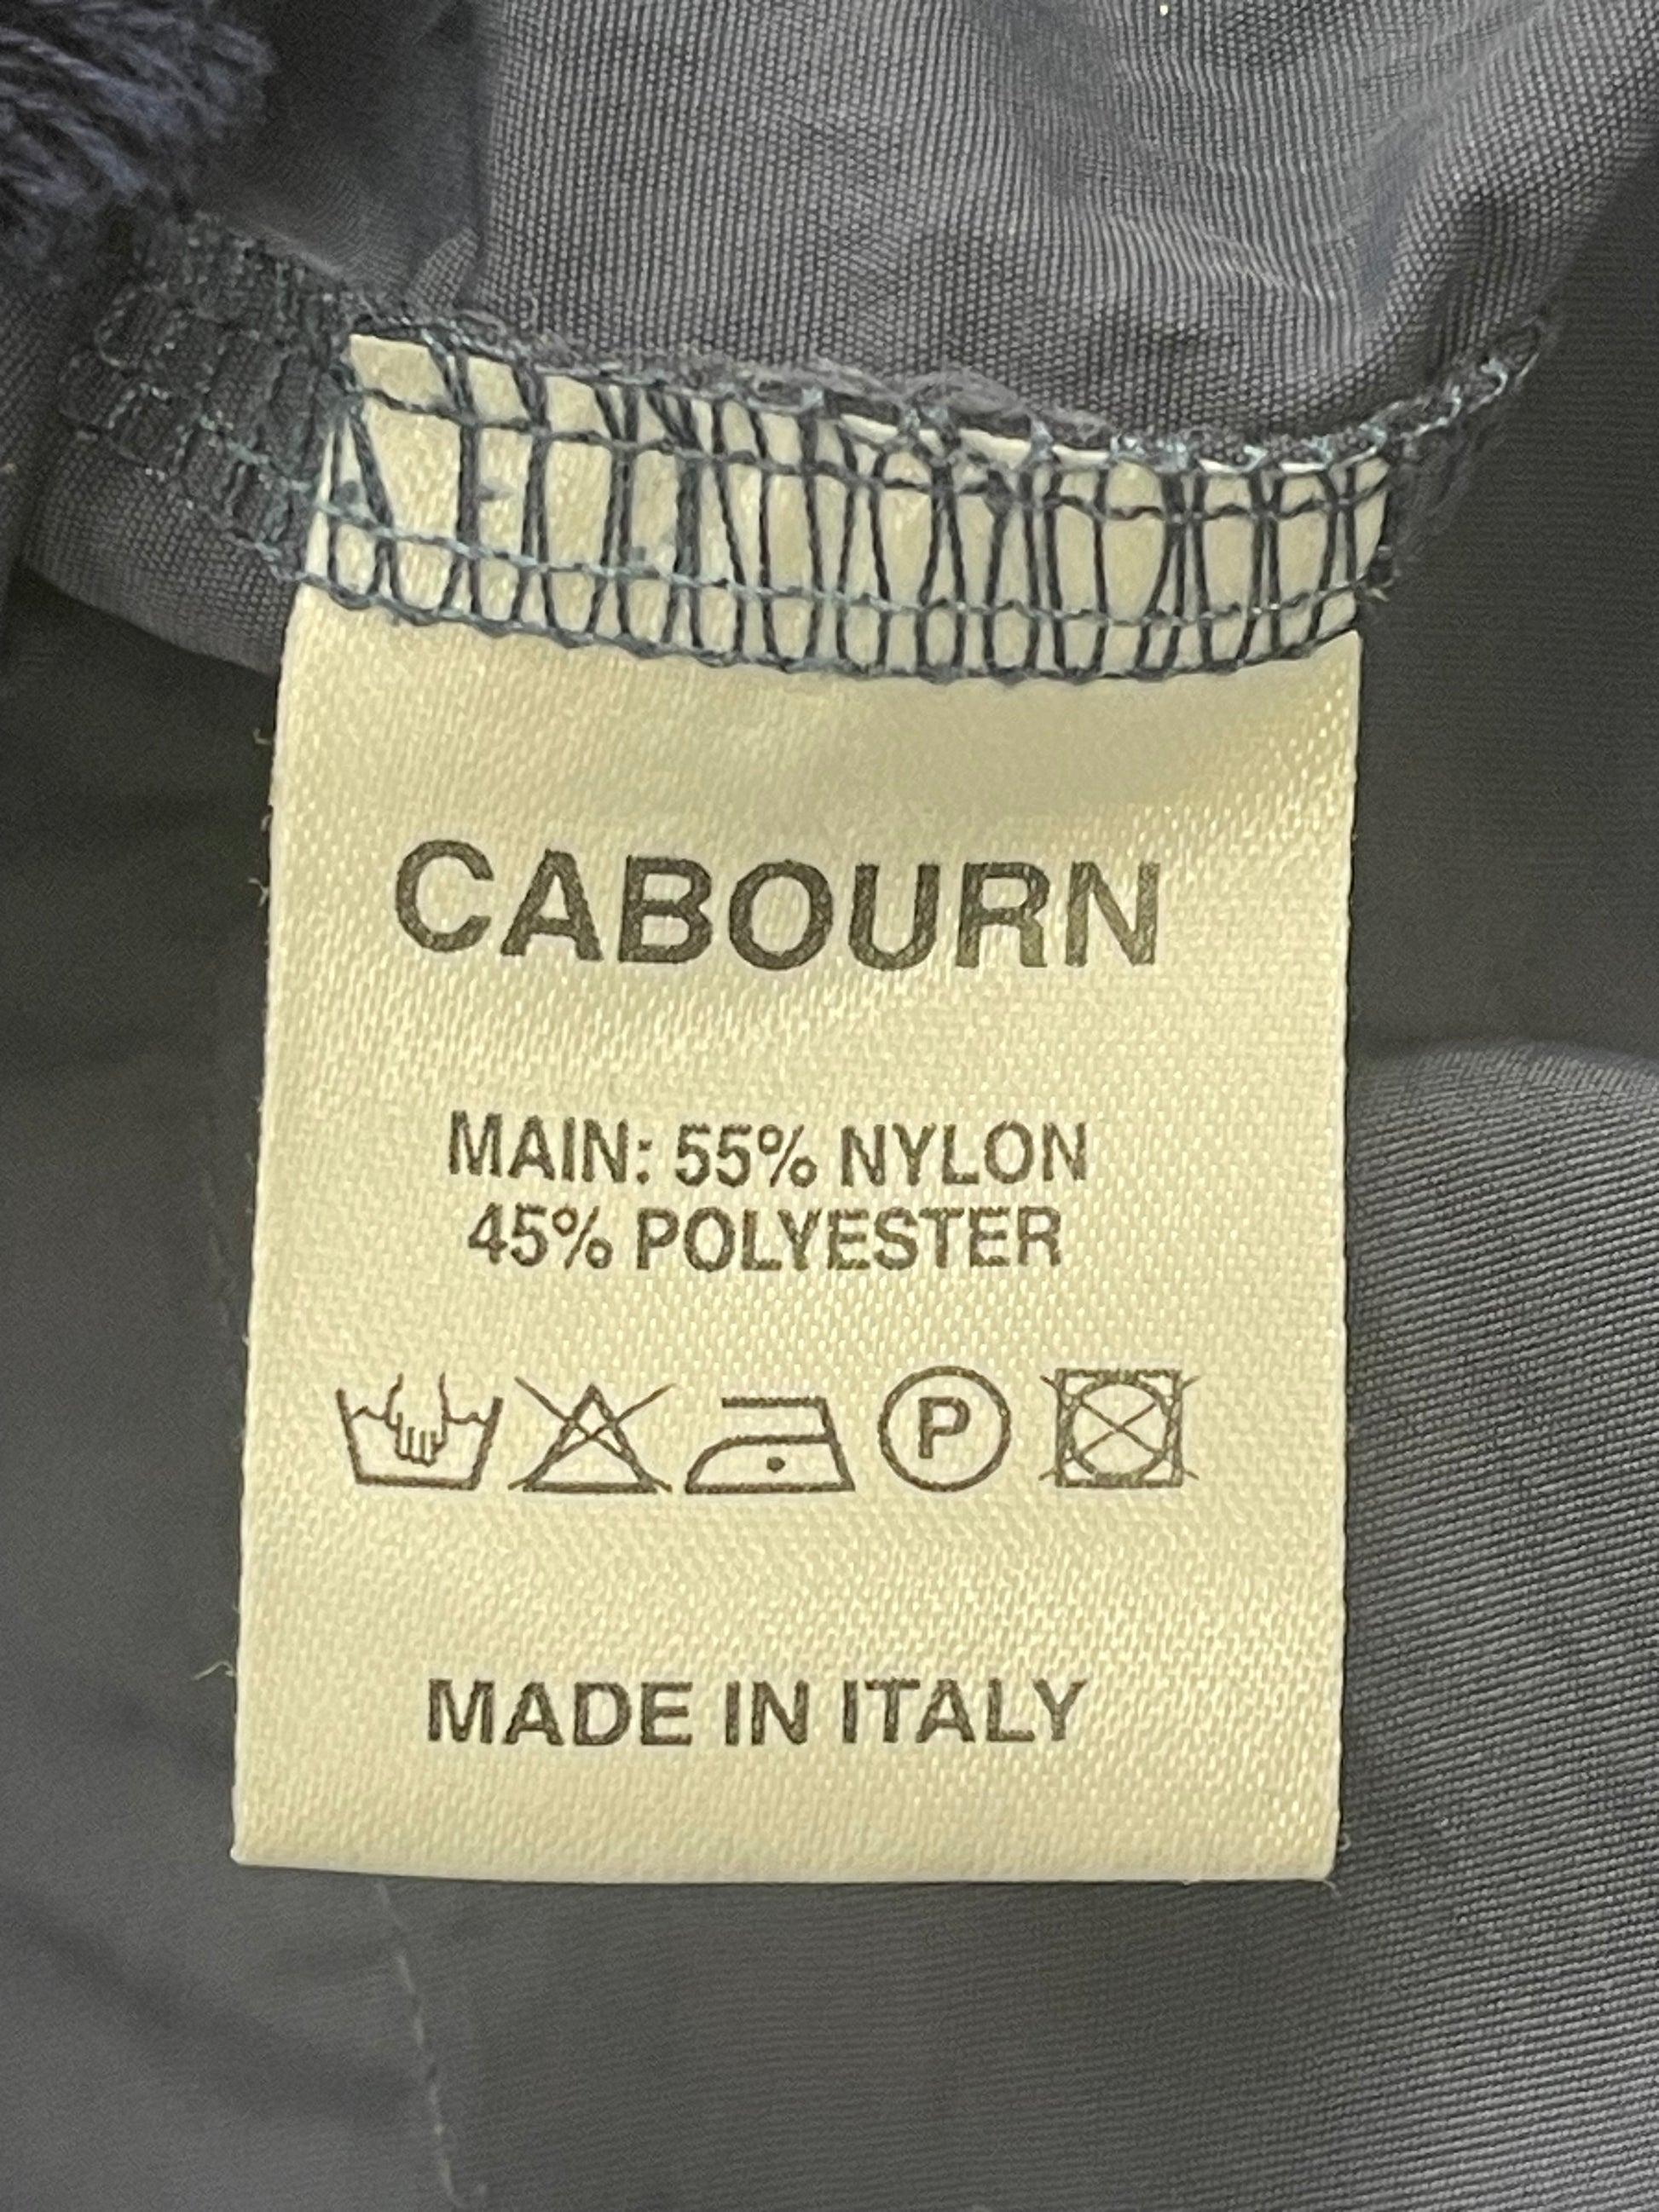 CABOURN
MAIN: 55% NYLON
45% POLYESTER
P
MADE IN ITALY